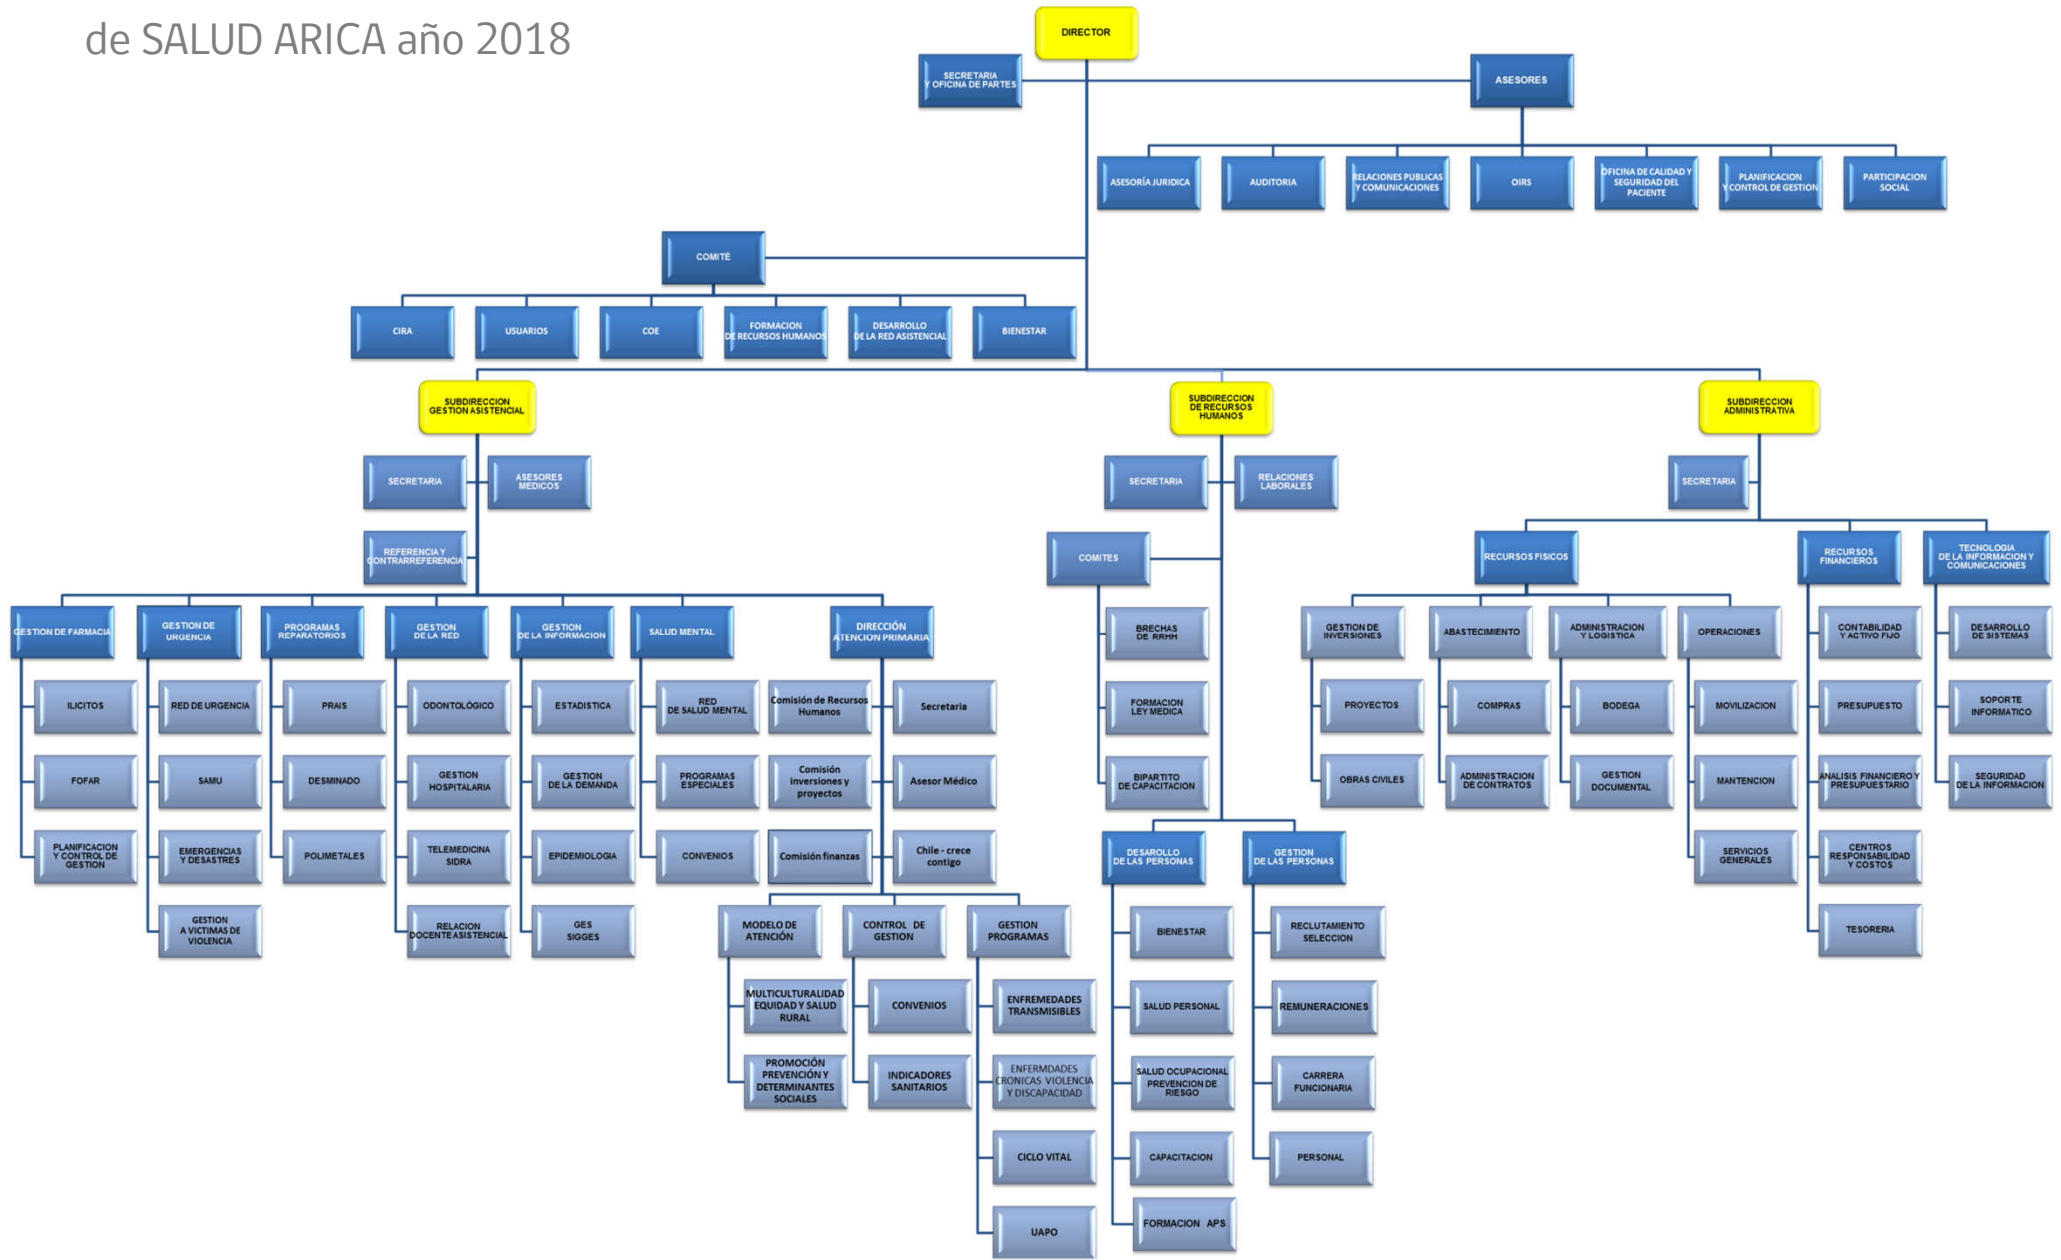 de SALUD ARICA año 2018
DIRECTOR
SECRETARIA
Y OFICINA DE PARTES
ASESORES
ASESORÍA JURIDICA
AUDITORIA
RELACIONES PUBLICAS
Y COMUNICACIONES
OIRS
OFICINA DE CALIDAD Y
SEGURIDAD DEL
PACIENTE
PLANIFICACION
Y CONTROL DE GESTION
PARTICIPACION
SOCIAL
COMITÉ
CIRA
USUARIOS
COE
FORMACION
DE RECURSOS HUMANOS
DESARROLLO
DE LA RED ASISTENCIAL
BIENESTAR
SUBDIRECCION
GESTION ASISTENCIAL
SUBDIRECCION
DE RECURSOS
HUMANOS
SUBDIRECCION
ADMINISTRATIVA
SECRETARIA
ASESORES
MEDICOS
REFERENCIA Y
CONTRARREFERENCIA
SECRETARIA
RELACIONES
LABORALES
SECRETARIA
COMITES
BRECHAS
DE RRHH
FORMACION
LEY MEDICA
BIPARTITO
DE CAPACITACION
RECURSOS FISICOS
RECURSOS
FINANCIEROS
TECNOLOGIA
DE LA INFORMACION Y
COMUNICACIONES
GESTION DE FARMACIA
GESTION DE
URGENCIA
PROGRAMAS
REPARATORIOS
GESTION
DE LA RED
GESTION
DE LA INFORMACION
SALUD MENTAL
DIRECCIÓN
ATENCION PRIMARIA
ILICITOS
FOFAR
PLANIFICACION
Y CONTROL DE
GESTION
RED DE URGENCIA
SAMU
EMERGENCIAS
Y DESASTRES
GESTION
A VICTIMAS DE
VIOLENCIA
PRAIS
DESMINADO
POLIMETALES
ODONTOLÓGICO
GESTION
HOSPITALARIA
TELEMEDICINA
SIDRA
RELACION
DOCENTE ASISTENCIAL
ESTADISTICA
GESTION
DE LA DEMANDA
EPIDEMIOLOGIA
GES
SIGGES
RED
DE SALUD MENTAL
PROGRAMAS
ESPECIALES
CONVENIOS
Comisión de Recursos
Humanos
Secretaria
Comisión
inversiones y
proyectos
Asesor Médico
Comisión finanzas
Chile - crece
contigo
MODELO DE
ATENCIÓN
CONTROL DE
GESTION
GESTION
PROGRAMAS
MULTICULTURALIDAD
EQUIDAD Y SALUD
RURAL
PROMOCIÓN
PREVENCIÓN Y
DETERMINANTES
SOCIALES
CONVENIOS
INDICADORES
SANITARIOS
ENFREMEDADES
TRANSMISIBLES
ENFERMDADES
CRONICAS VIOLENCIA
Y DISCAPACIDAD
CICLO VITAL
UAPO
DESAROLLO
DE LAS PERSONAS
GESTION
DE LAS PERSONAS
BIENESTAR
SALUD PERSONAL
SALUD OCUPACIONAL
PREVENCION DE
RIESGO
CAPACITACION
FORMACION APS
RECLUTAMIENTO
SELECCION
REMUNERACIONES
CARRERA
FUNCIONARIA
PERSONAL
GESTION DE
INVERSIONES
ABASTECIMIENTO
ADMINISTRACION
Y LOGISTICA
OPERACIONES
PROYECTOS
OBRAS CIVILES
COMPRAS
ADMINISTRACION
DE CONTRATOS
BODEGA
GESTION
DOCUMENTAL
MOVILIZACION
MANTENCION
SERVICIOS
GENERALES
CONTABILIDAD
Y ACTIVO FIJO
PRESUPUESTO
ANALISIS FINANCIERO Y
PRESUPUESTARIO
CENTROS
RESPONSABILIDAD
Y COSTOS
TESORERIA
DESARROLLO
DE SISTEMAS
SOPORTE
INFORMATICO
SEGURIDAD
DE LA INFORMACION